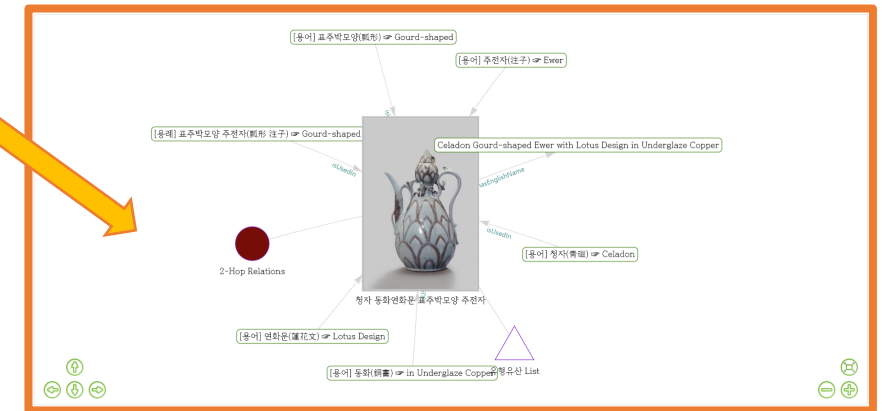 [용어] 표주박모양(瓢形) ☞ Gourd-shaped
[용어] 주전자(注子) ☞ Ewer
[용례] 표주박모양 주전자(瓢形 注子) ☞ Gourd-shaped
Celadon Gourd-shaped Ewer with Lotus Design in Underglaze Copper
isUsedIn
hasEnglishName
isUsedIn
[용어] 청자(靑磁) ☞ Celadon
2-Hop Relations
청자 동화연화문 표주박모양 주전자
[용어] 연화문(蓮花文) ☞ Lotus Design
[용어] 동화(銅畵) ☞ in Underglaze Copper
유형유산 List